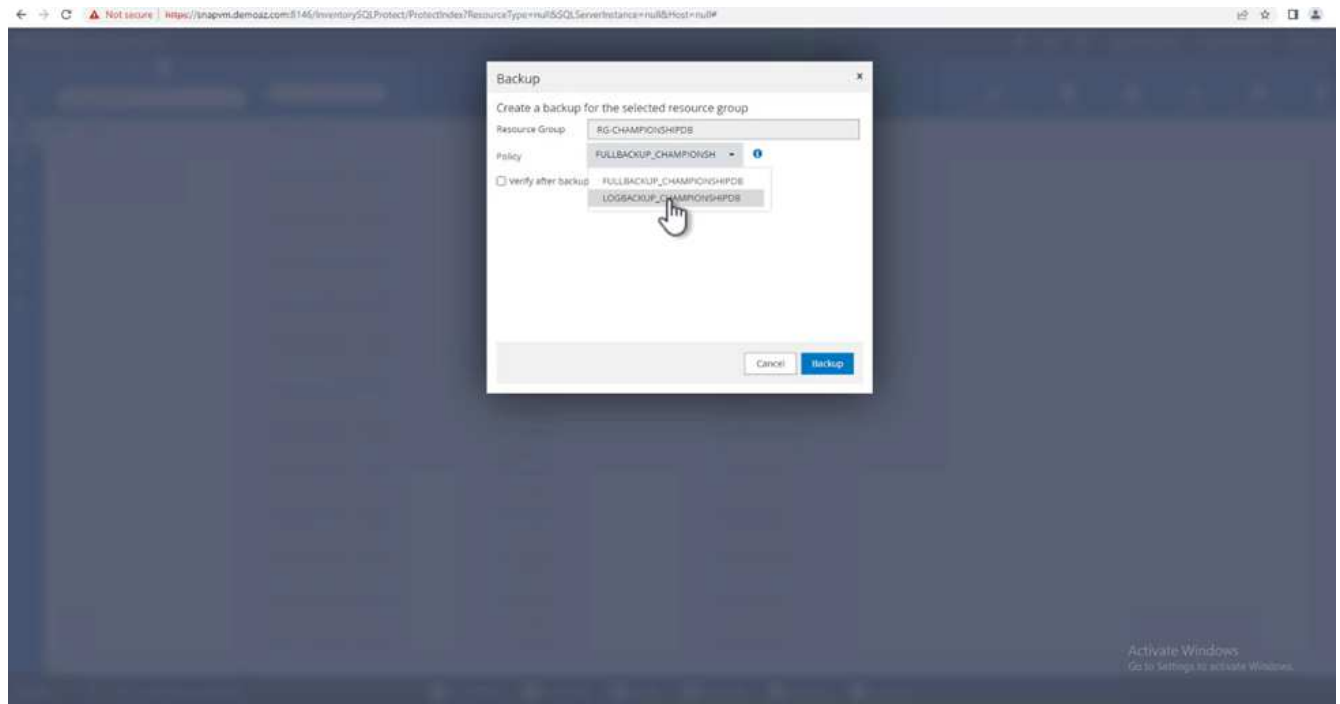 Not secure https://snapvm.demoaz.com:8146/InventorySQLProtect/ProtectIndex?ResourceType=null&SQLServerInstance=null&Host=null#
Backup
Create a backup for the selected resource group
Resource Group RG-CHAMPIONSHIPDB
Policy FULLBACKUP_CHAMPIONSH
Verify after backup
FULLBACKUP_CHAMPIONSHIPDB
LOGBACKUP_CHAMPIONSHIPDB
Cancel Backup
Activate Windows
Go to Settings to activate Windows.